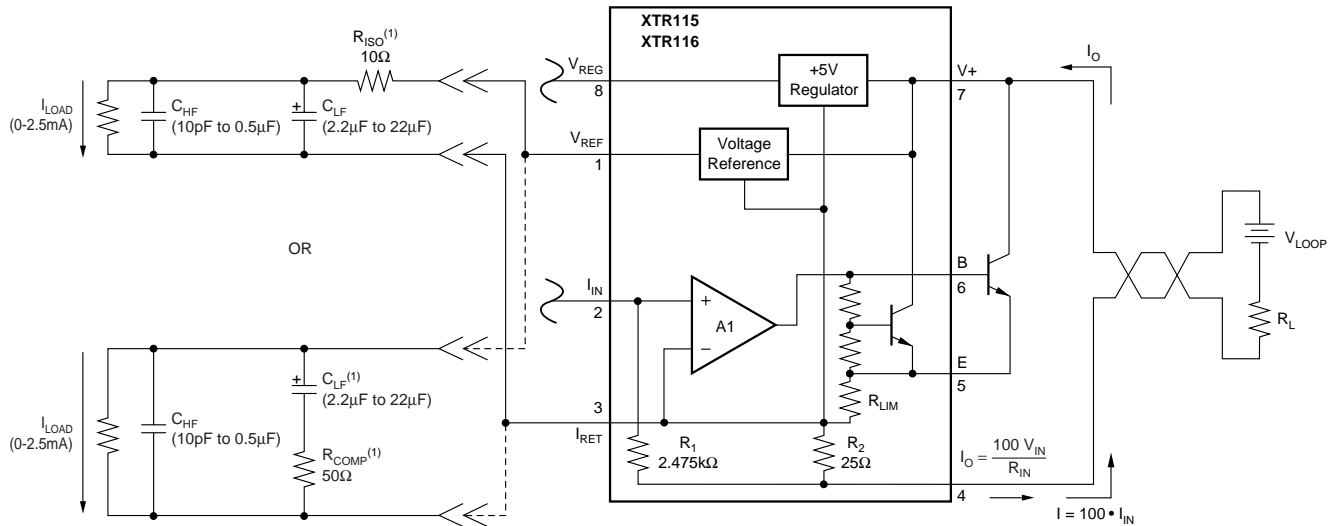 XTR115
XTR116
R_ISO^(1)
10Ω
I_LOAD
(0-2.5mA)
C_HF
(10pF to 0.5µF)
+
C_LF
(2.2µF to 22µF)
V_REG
8
+5V
Regulator
V+
7
I_O
V_REF
1
Voltage
Reference
OR
I_IN
2
+
A1
–
B
6
E
5
R_LIM
V_LOOP
R_L
I_LOAD
(0-2.5mA)
C_HF
(10pF to 0.5µF)
+
C_LF^(1)
(2.2µF to 22µF)
R_COMP^(1)
50Ω
3
I_RET
R_1
2.475kΩ
R_2
25Ω
I_O = 100 V_IN / R_IN
4
I = 100 • I_IN